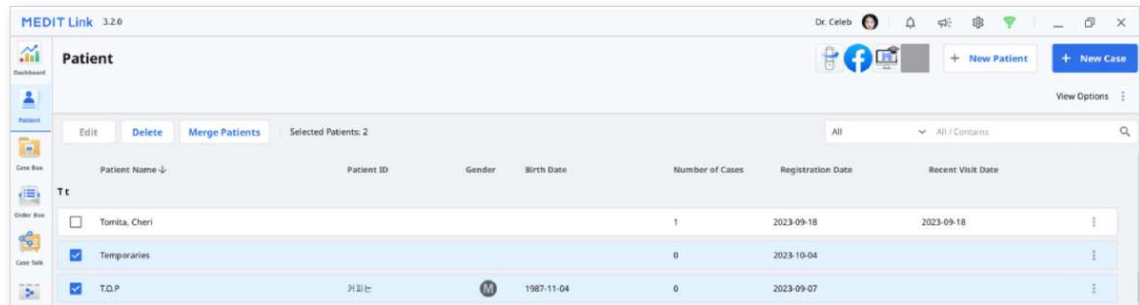 MEDIT Link 3.2.0 Dr. Celeb
Dashboard
Patient + New Patient + New Case
View Options
Patient
Edit Delete Merge Patients Selected Patients: 2 All All / Contains
Case Box
Patient Name Patient ID Gender Birth Date Number of Cases Registration Date Recent Visit Date
T t
Order Box
Tomita, Cheri 1 2023-09-18 2023-09-18
Case Talk
Temporaries 0 2023-10-04
T.O.P 커피는 M 1987-11-04 0 2023-09-07